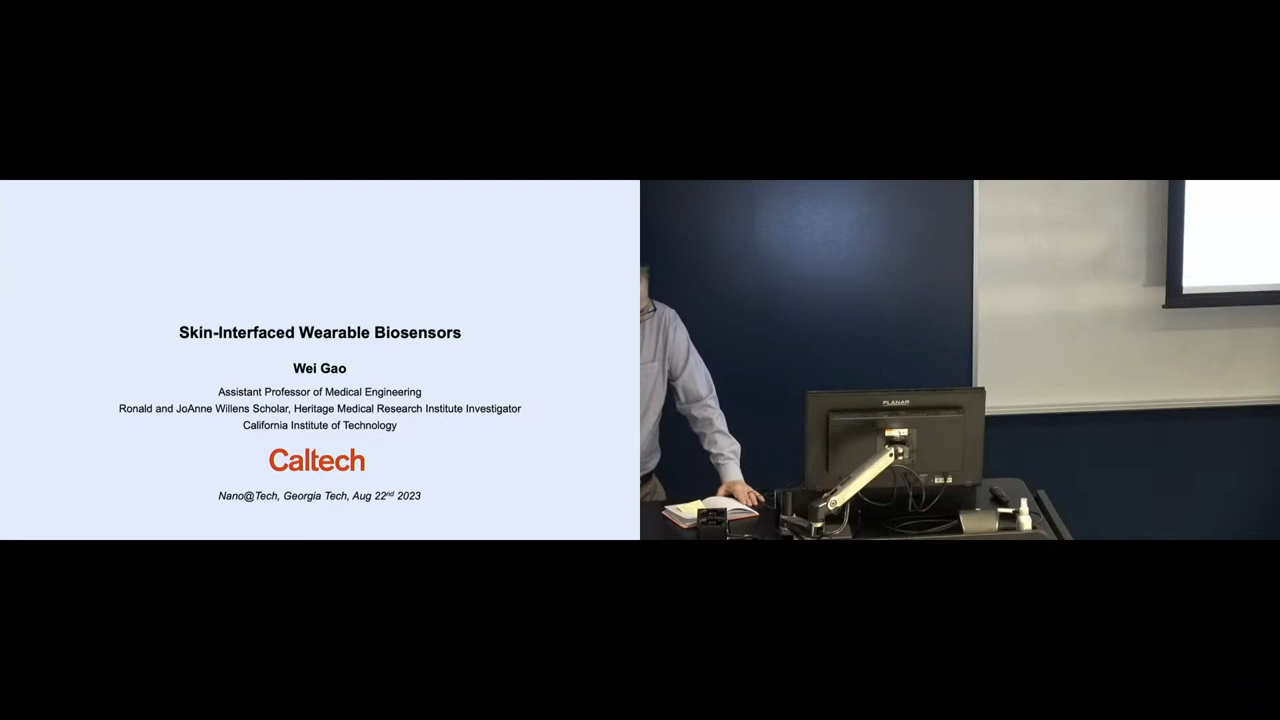 Skin-Interfaced Wearable Biosensors
Wei Gao
Assistant Professor of Medical Engineering
Ronald and JoAnne Willens Scholar, Heritage Medical Research Institute Investigator
California Institute of Technology
Caltech
Nano@Tech, Georgia Tech, Aug 22nd 2023
PLANAR